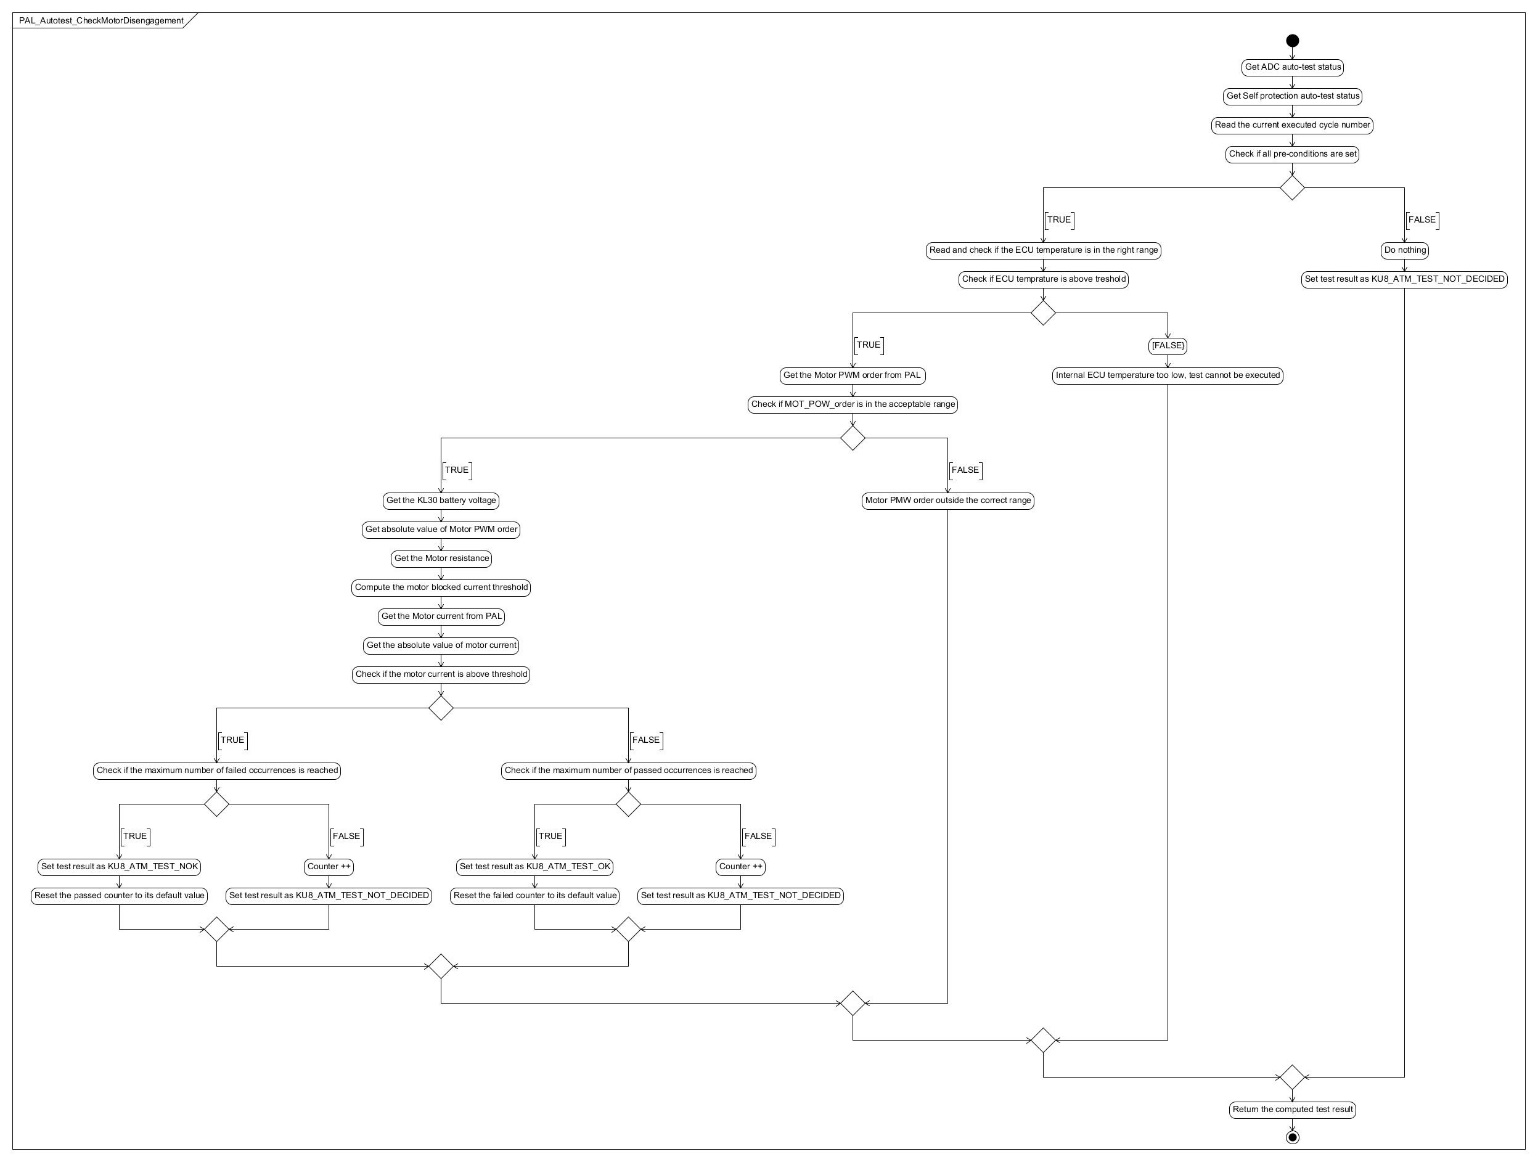 PAL_Autotest_CheckMotorDisengagement
Get ADC auto-test status
Get Self protection auto-test status
Read the current executed cycle number
Check if all pre-conditions are set
[TRUE]
[FALSE]
Read and check if the ECU temperature is in the right range
Do nothing
Check if ECU temprature is above treshold
Set test result as KU8_ATM_TEST_NOT_DECIDED
[TRUE]
[FALSE]
Get the Motor PWM order from PAL
Internal ECU temperature too low, test cannot be executed
Check if MOT_POW_order is in the acceptable range
[TRUE]
[FALSE]
Get the KL30 battery voltage
Motor PMW order outside the correct range
Get absolute value of Motor PWM order
Get the Motor resistance
Compute the motor blocked current threshold
Get the Motor current from PAL
Get the absolute value of motor current
Check if the motor current is above threshold
[TRUE]
[FALSE]
Check if the maximum number of failed occurrences is reached
Check if the maximum number of passed occurrences is reached
[TRUE]
[FALSE]
[TRUE]
[FALSE]
Set test result as KU8_ATM_TEST_NOK
Counter ++
Set test result as KU8_ATM_TEST_OK
Counter ++
Reset the passed counter to its default value
Set test result as KU8_ATM_TEST_NOT_DECIDED
Reset the failed counter to its default value
Set test result as KU8_ATM_TEST_NOT_DECIDED
Return the computed test result